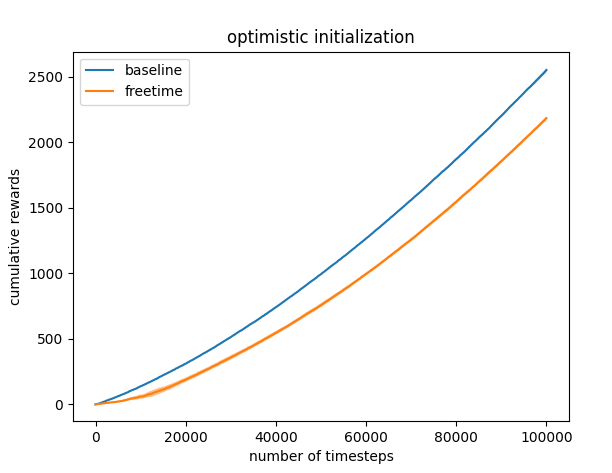 optimistic initialization
baseline
freetime
cumulative rewards
2500
2000
1500
1000
500
0
0 20000 40000 60000 80000 100000
number of timesteps